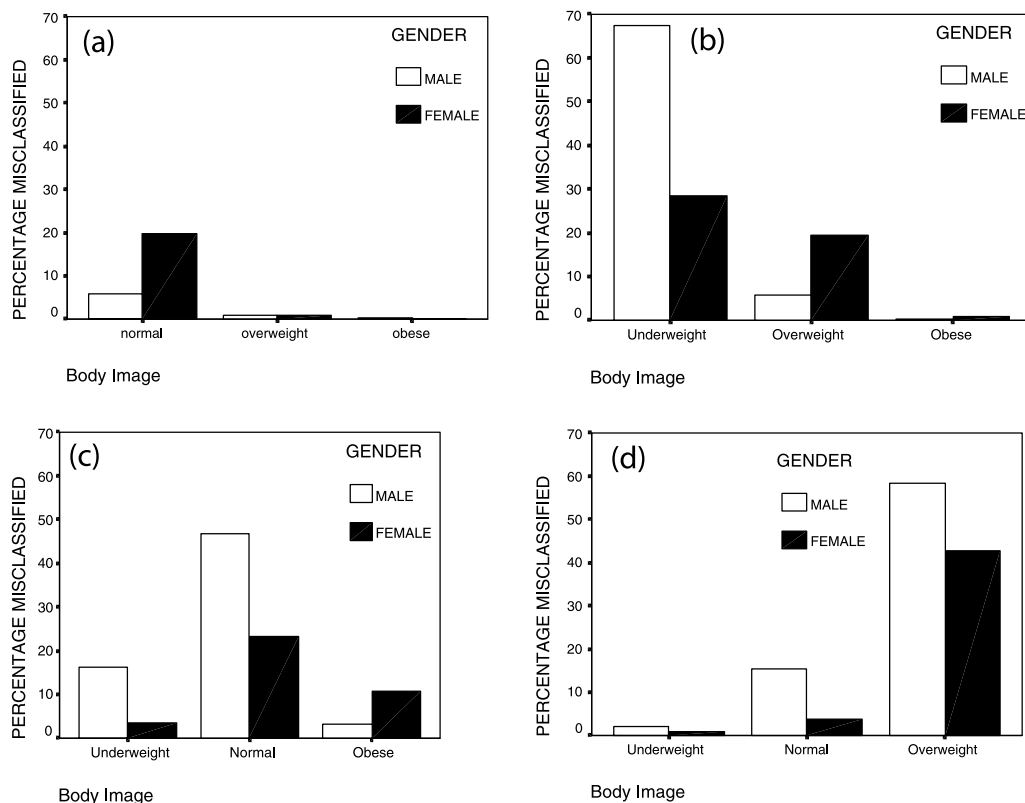 (a)
PERCENTAGE MISCLASSIFIED
70
60
50
40
30
20
10
0
GENDER
MALE
FEMALE
normal overweight obese
Body Image
(b)
PERCENTAGE MISCLASSIFIED
70
60
50
40
30
20
10
0
GENDER
MALE
FEMALE
Underweight Overweight Obese
Body Image
(c)
PERCENTAGE MISCLASSIFIED
70
60
50
40
30
20
10
0
GENDER
MALE
FEMALE
Underweight Normal Obese
Body Image
(d)
PERCENTAGE MISCLASSIFIED
70
60
50
40
30
20
10
0
GENDER
MALE
FEMALE
Underweight Normal Overweight
Body Image